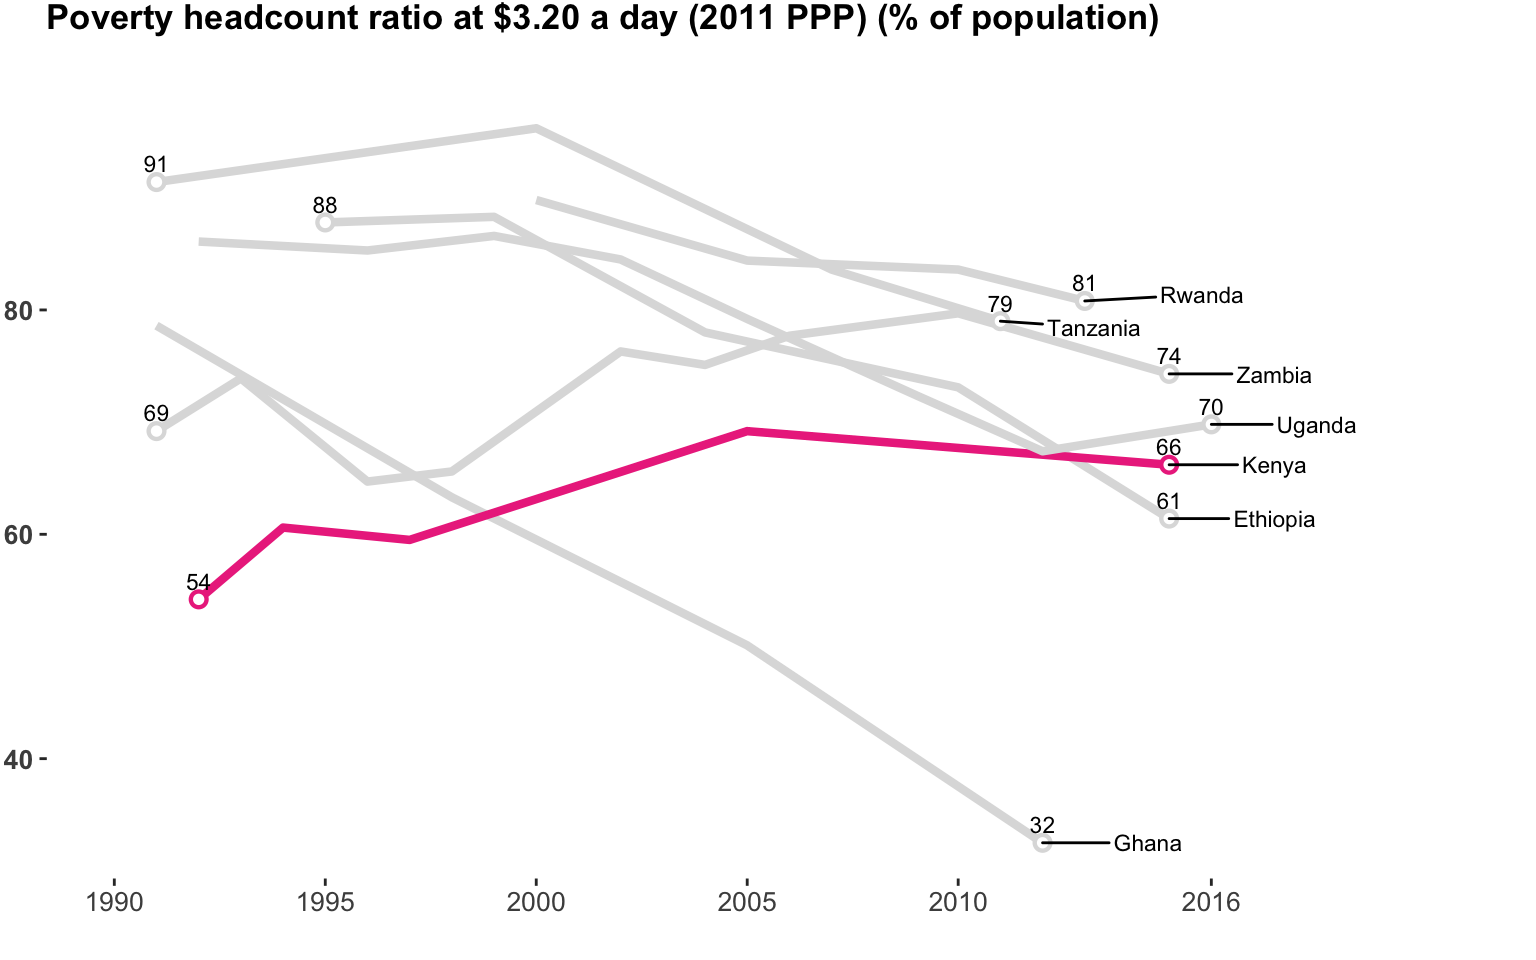 Poverty headcount ratio at $3.20 a day (2011 PPP) (% of population)
91
88
81
Rwanda
80
79
Tanzania
74
Zambia
69
70
Uganda
66
Kenya
61
Ethiopia
60
54
40
32
Ghana
1990 1995 2000 2005 2010 2016